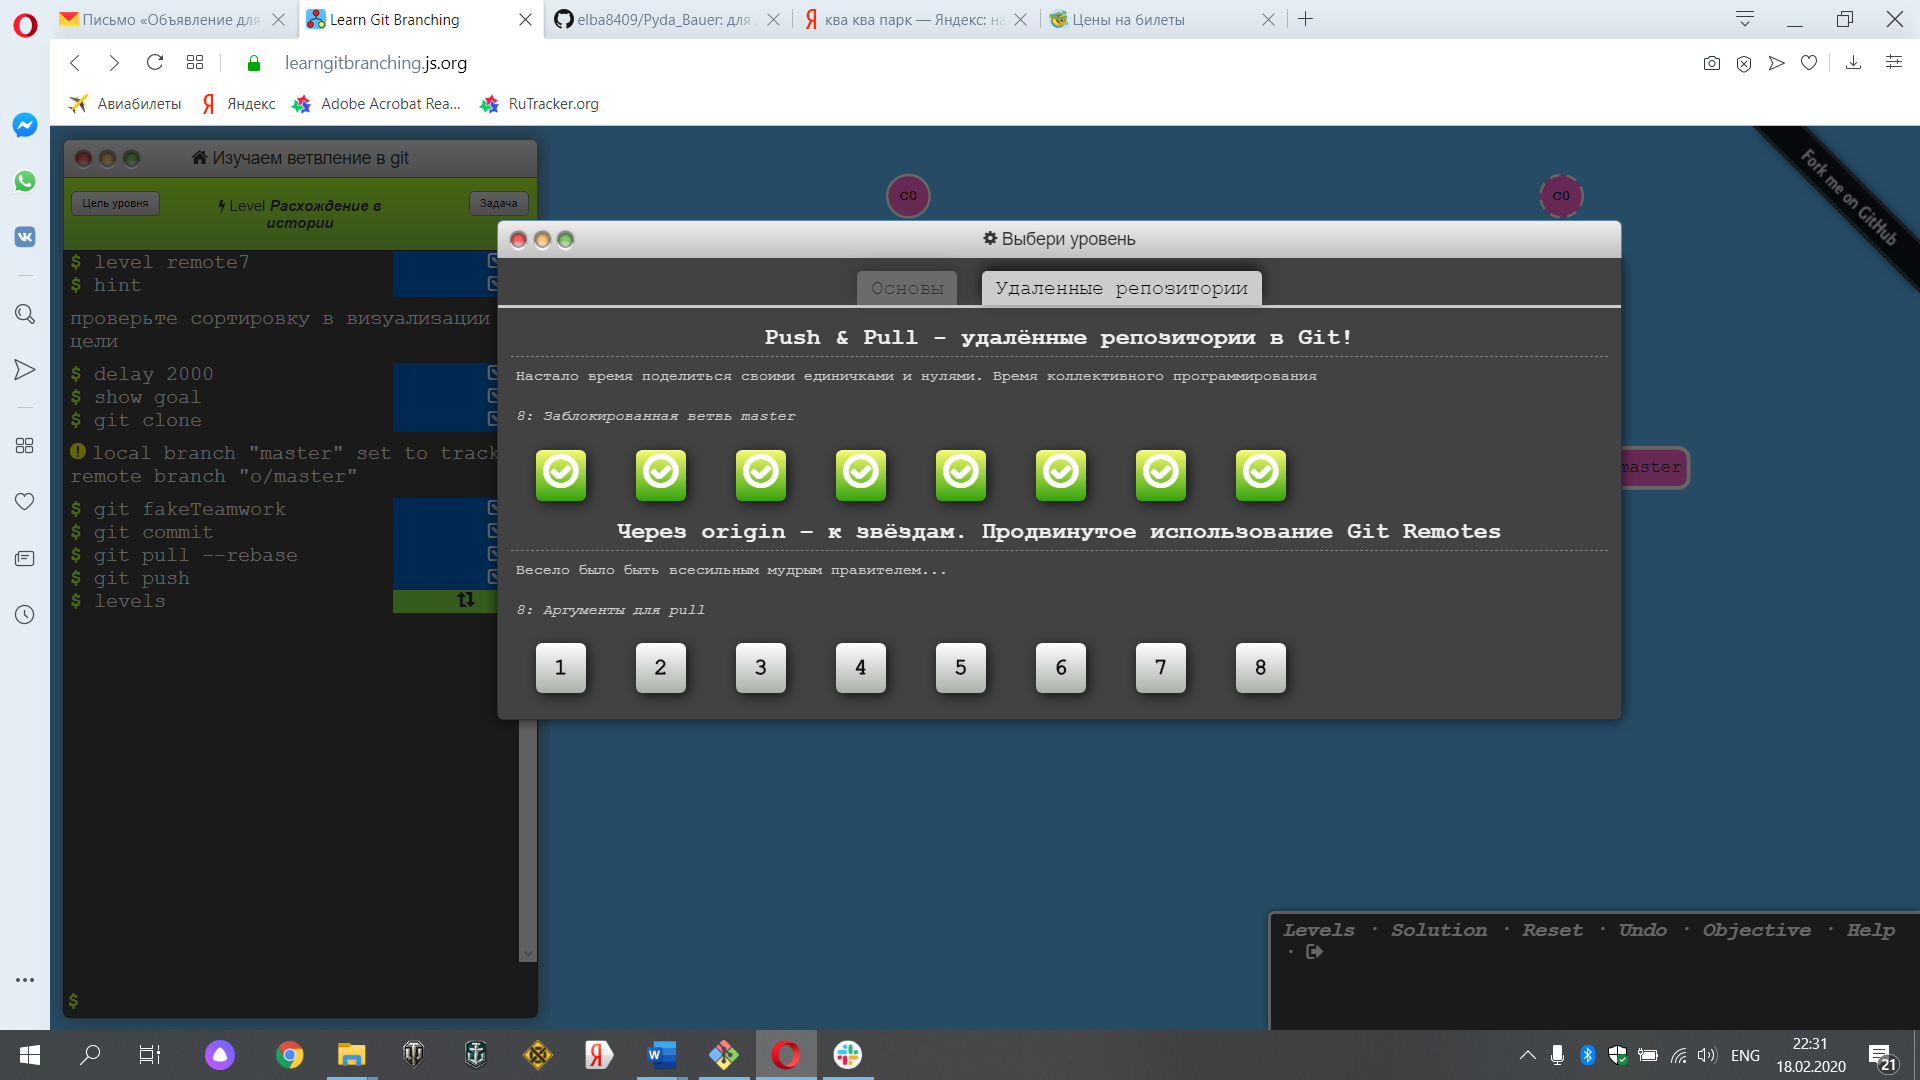 Письмо «Объявление для
Learn Git Branching
elba8409/Pyda_Bauer: для
ква ква парк — Яндекс: на
Цены на билеты
learngitbranching.js.org
Авиабилеты
Яндекс
Adobe Acrobat Rea...
RuTracker.org
Изучаем ветвление в git
Цель уровня
Level Расхождение в
истории
Задача
$ level remote7
$ hint
проверьте сортировку в визуализации
цели
$ delay 2000
$ show goal
$ git clone
local branch "master" set to track
remote branch "o/master"
$ git fakeTeamwork
$ git commit
$ git pull --rebase
$ git push
$ levels
$
C0
C0
Fork me on GitHub
master
Выбери уровень
Основы
Удаленные репозитории
Push & Pull - удалённые репозитории в Git!
Настало время поделиться своими единичками и нулями. Время коллективного программирования
8: Заблокированная ветвь master
Через origin – к звёздам. Продвинутое использование Git Remotes
Весело было быть всесильным мудрым правителем...
8: Аргументы для pull
1 2 3 4 5 6 7 8
Levels · Solution · Reset · Undo · Objective · Help
·
ENG
22:31
18.02.2020
21